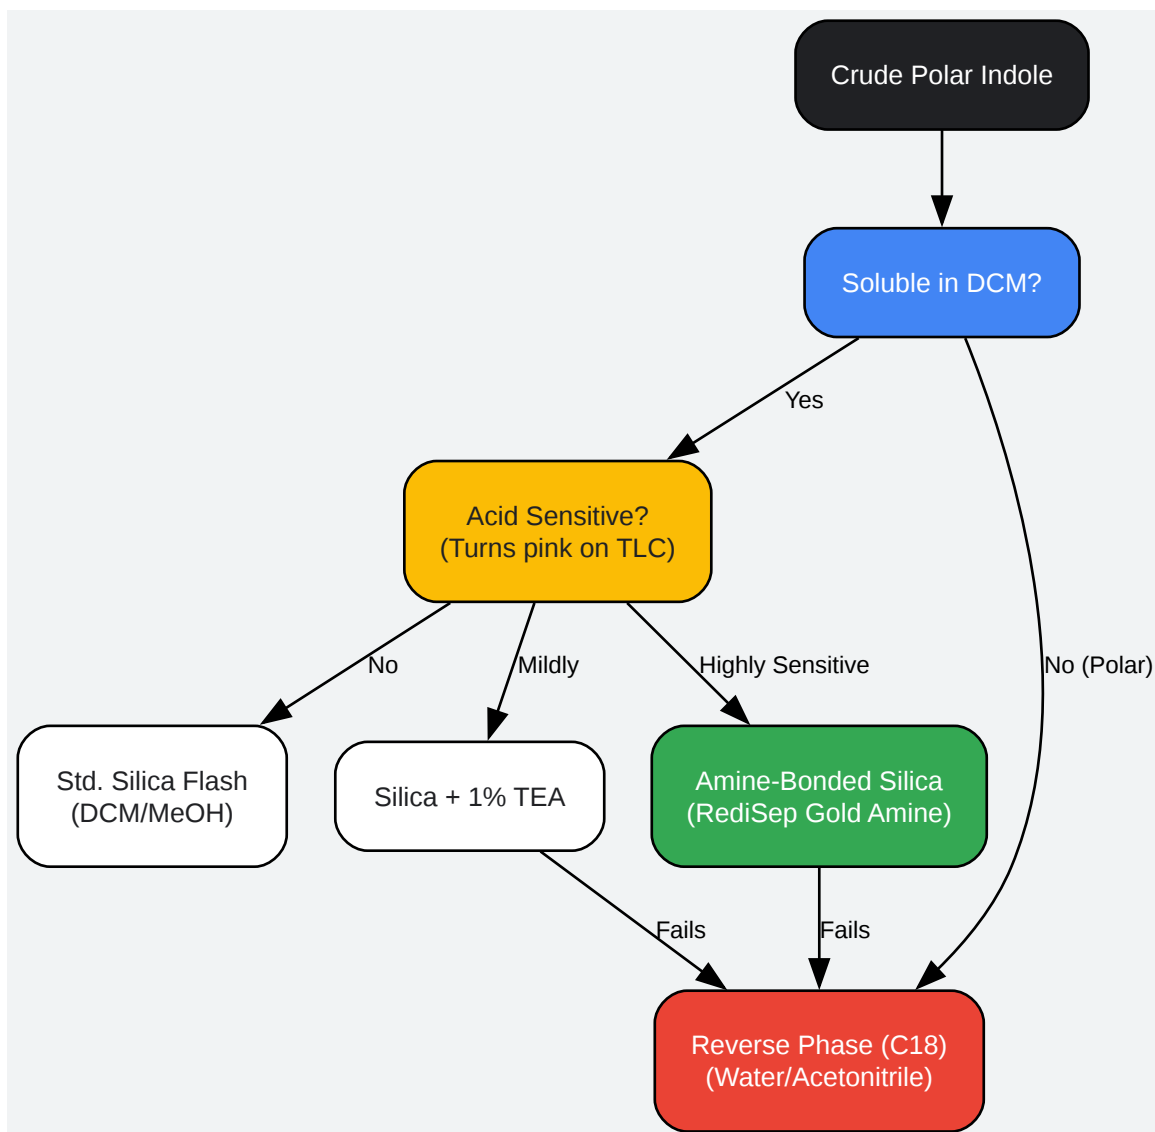 Crude Polar Indole
Soluble in DCM?
Yes
Acid Sensitive?
(Turns pink on TLC)
No
Mildly
Highly Sensitive
No (Polar)
Std. Silica Flash
(DCM/MeOH)
Silica + 1% TEA
Amine-Bonded Silica
(RediSep Gold Amine)
Fails
Fails
Reverse Phase (C18)
(Water/Acetonitrile)